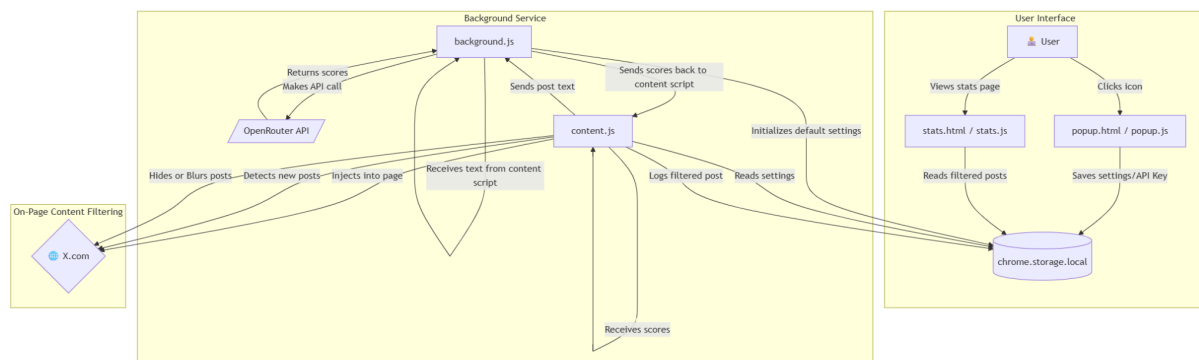 Background Service
User Interface
background.js
🏄 User
Returns scores
Makes API call
Sends post text
Sends scores back to
content script
Views stats page
Clicks icon
OpenRouter API
content.js
Initializes default settings
stats.html / stats.js
popup.html / popup.js
Hides or Blurs posts
Detects new posts
Injects into page
Receives text from content
script
Logs filtered post
Reads settings
Reads filtered posts
Saves settings/API Key
On-Page Content Filtering
🌐 X.com
chrome.storage.local
Receives scores